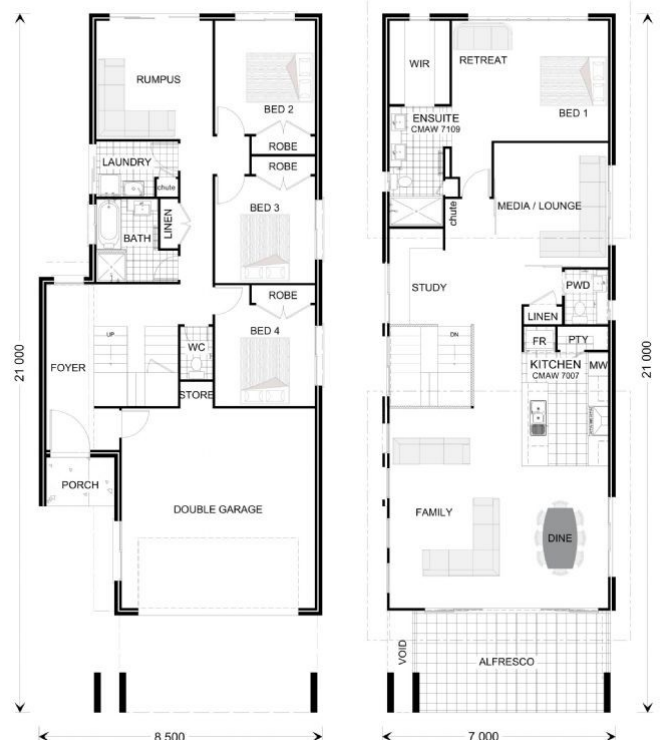 RUMPUS
BED 2
ROBE
ROBE
LAUNDRY
chute
BED 3
LINEN
BATH
ROBE
BED 4
UP
WC
FOYER
STORE
PORCH
DOUBLE GARAGE
21 000
8 500
WIR
RETREAT
BED 1
ENSUITE
CMAW 7109
chute
MEDIA / LOUNGE
STUDY
PWD
LINEN
DN
FR
PTY
KITCHEN
CMAW 7007
MW
FAMILY
DINE
VOID
ALFRESCO
21 000
7 000